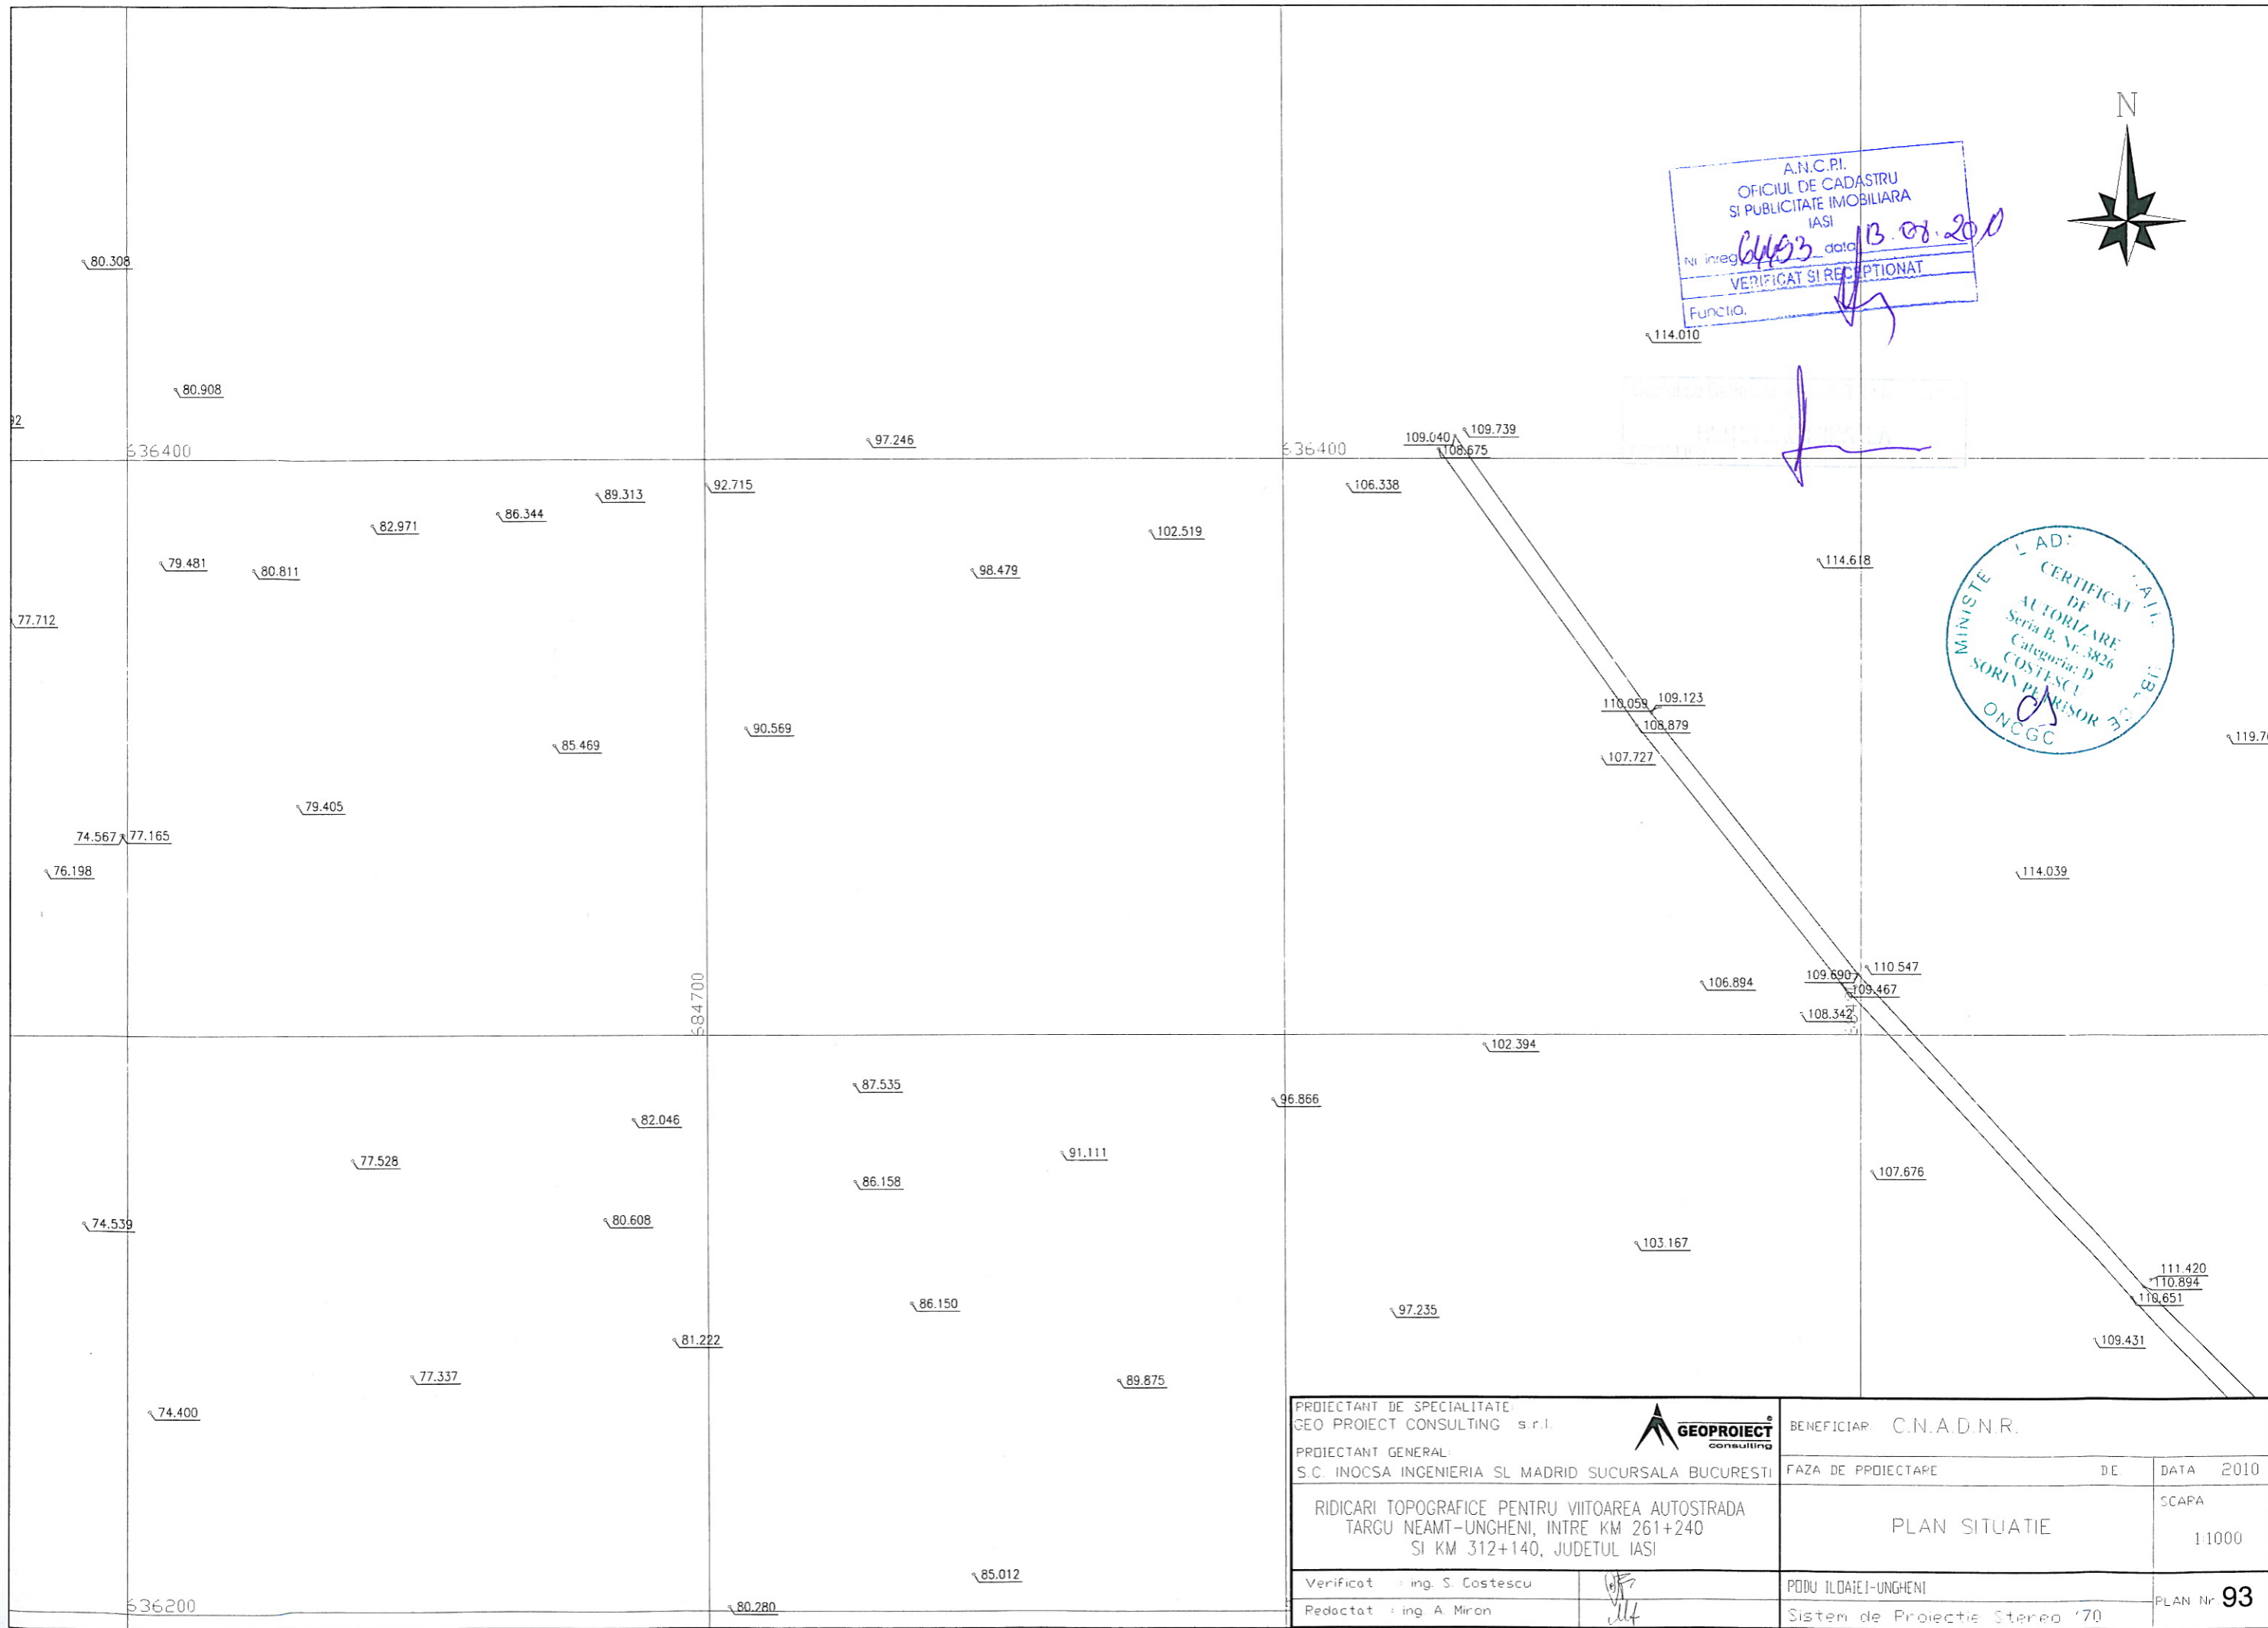 N
A.N.C.P.I.
OFICIUL DE CADASTRU
SI PUBLICITATE IMOBILIARA
IASI
Nr. inreg 64493 data 13.
VERIFICAT SI RECEPTIONAT
Functia.
80.308
114.010
80.908
92
636400
97.246
636400
109.040
109.739
108.675
89.313
92.715
106.338
86.344
82.971
102.519
79.481
80.811
98.479
114.618
77.712
MINISTE
CERTIFICAT
DE
AUTORIZARE
Seria B. Nr. 3826
Categoria: D
COSTESCU
SORIN
ONCGC
110.059
109.123
108.879
90.569
85.469
107.727
119.7
79.405
74.567
77.165
76.198
114.039
684700
109.690
110.547
106.894
109.467
108.342
102.394
87.535
96.866
82.046
91.111
77.528
107.676
86.158
74.539
80.608
103.167
111.420
110.894
110.651
86.150
97.235
81.222
109.431
77.337
89.875
74.400
85.012
80.280
636200
PROIECTANT DE SPECIALITATE:
GEO PROIECT CONSULTING s.r.l.
GEOPROIECT
consulting
PROIECTANT GENERAL:
S.C. INOCSA INGENIERIA SL MADRID SUCURSALA BUCURESTI
BENEFICIAR: C.N.A.D.N.R.
FAZA DE PROIECTARE D.E.
DATA 2010
RIDICARI TOPOGRAFICE PENTRU VIITOAREA AUTOSTRADA
TARGU NEAMT-UNGHENI, INTRE KM 261+240
SI KM 312+140, JUDETUL IASI
PLAN SITUATIE
SCARA
1:1000
Verificat : ing. S. Costescu
Redactat : ing. A. Miron
PODU ILOAIEI-UNGHENI
Sistem de Proiectie Stereo '70
PLAN Nr. 93